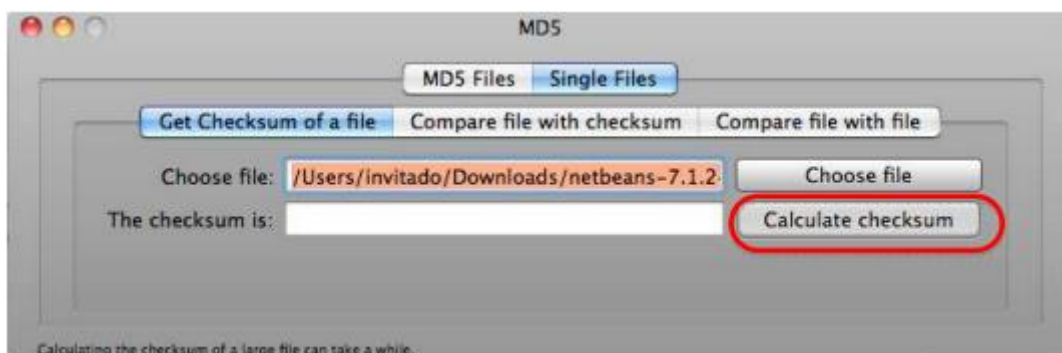 MD5
MD5 Files Single Files
Get Checksum of a file Compare file with checksum Compare file with file
Choose file: /Users/invitado/Downloads/netbeans-7.1.2- Choose file
The checksum is: Calculate checksum
Calculating the checksum of a large file can take a while.